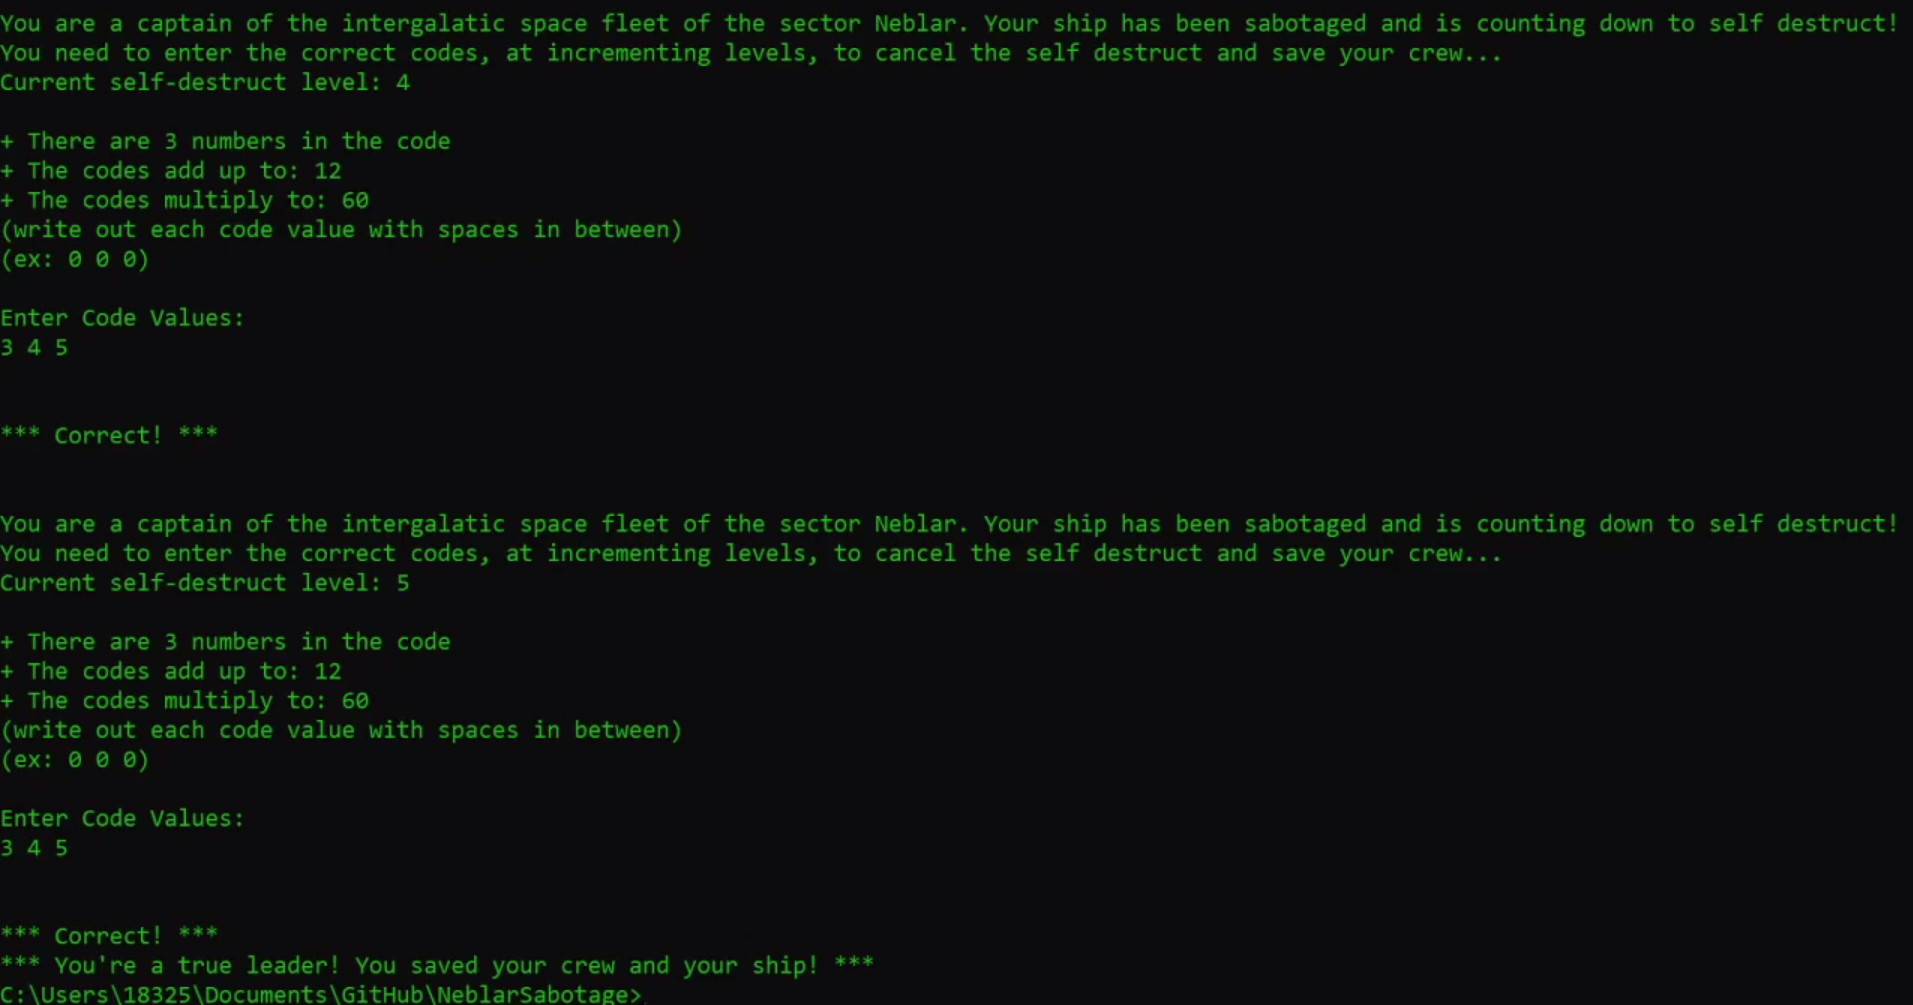 You are a captain of the intergalatic space fleet of the sector Neblar. Your ship has been sabotaged and is counting down to self destruct!
You need to enter the correct codes, at incrementing levels, to cancel the self destruct and save your crew...
Current self-destruct level: 4
+ There are 3 numbers in the code
+ The codes add up to: 12
+ The codes multiply to: 60
(write out each code value with spaces in between)
(ex: 0 0 0)
Enter Code Values:
3 4 5
*** Correct! ***
You are a captain of the intergalatic space fleet of the sector Neblar. Your ship has been sabotaged and is counting down to self destruct!
You need to enter the correct codes, at incrementing levels, to cancel the self destruct and save your crew...
Current self-destruct level: 5
+ There are 3 numbers in the code
+ The codes add up to: 12
+ The codes multiply to: 60
(write out each code value with spaces in between)
(ex: 0 0 0)
Enter Code Values:
3 4 5
*** Correct! ***
*** You're a true leader! You saved your crew and your ship! ***
C:\Users\18325\Documents\GitHub\NeblarSabotage>